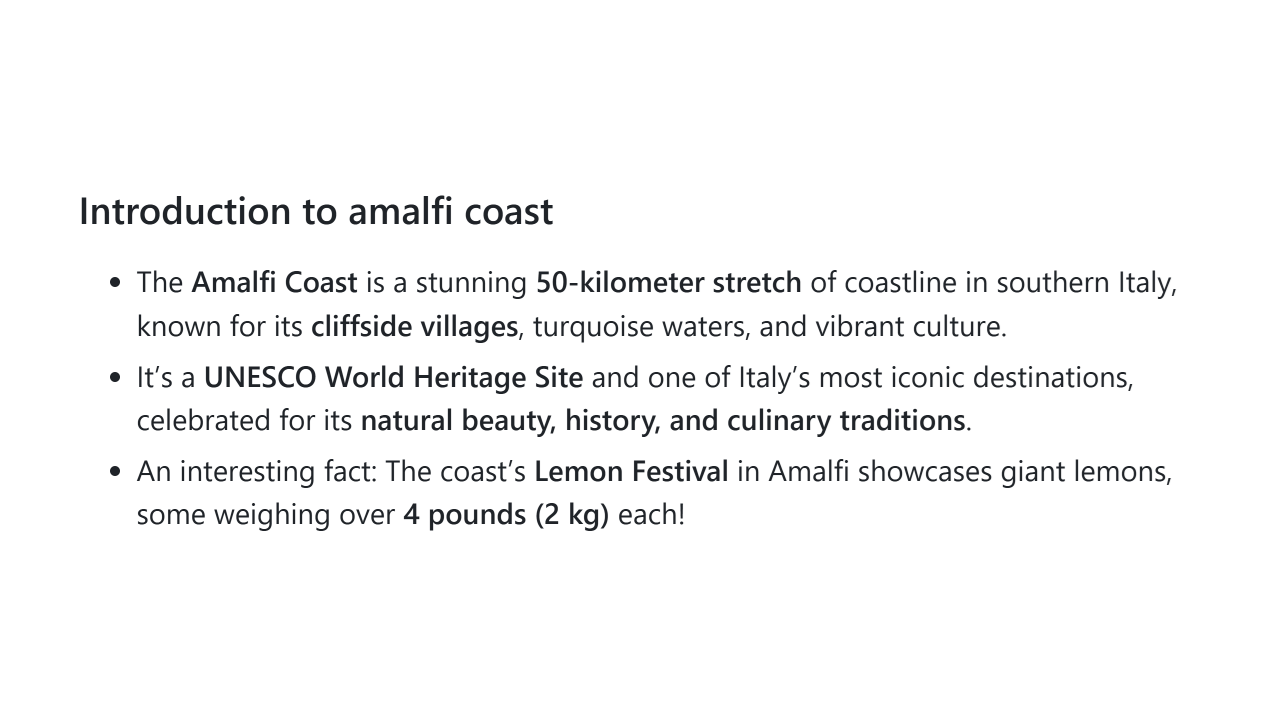 Introduction to amalfi coast
• The Amalfi Coast is a stunning 50-kilometer stretch of coastline in southern Italy,
known for its cliffside villages, turquoise waters, and vibrant culture.
• It’s a UNESCO World Heritage Site and one of Italy’s most iconic destinations,
celebrated for its natural beauty, history, and culinary traditions.
• An interesting fact: The coast’s Lemon Festival in Amalfi showcases giant lemons,
some weighing over 4 pounds (2 kg) each!